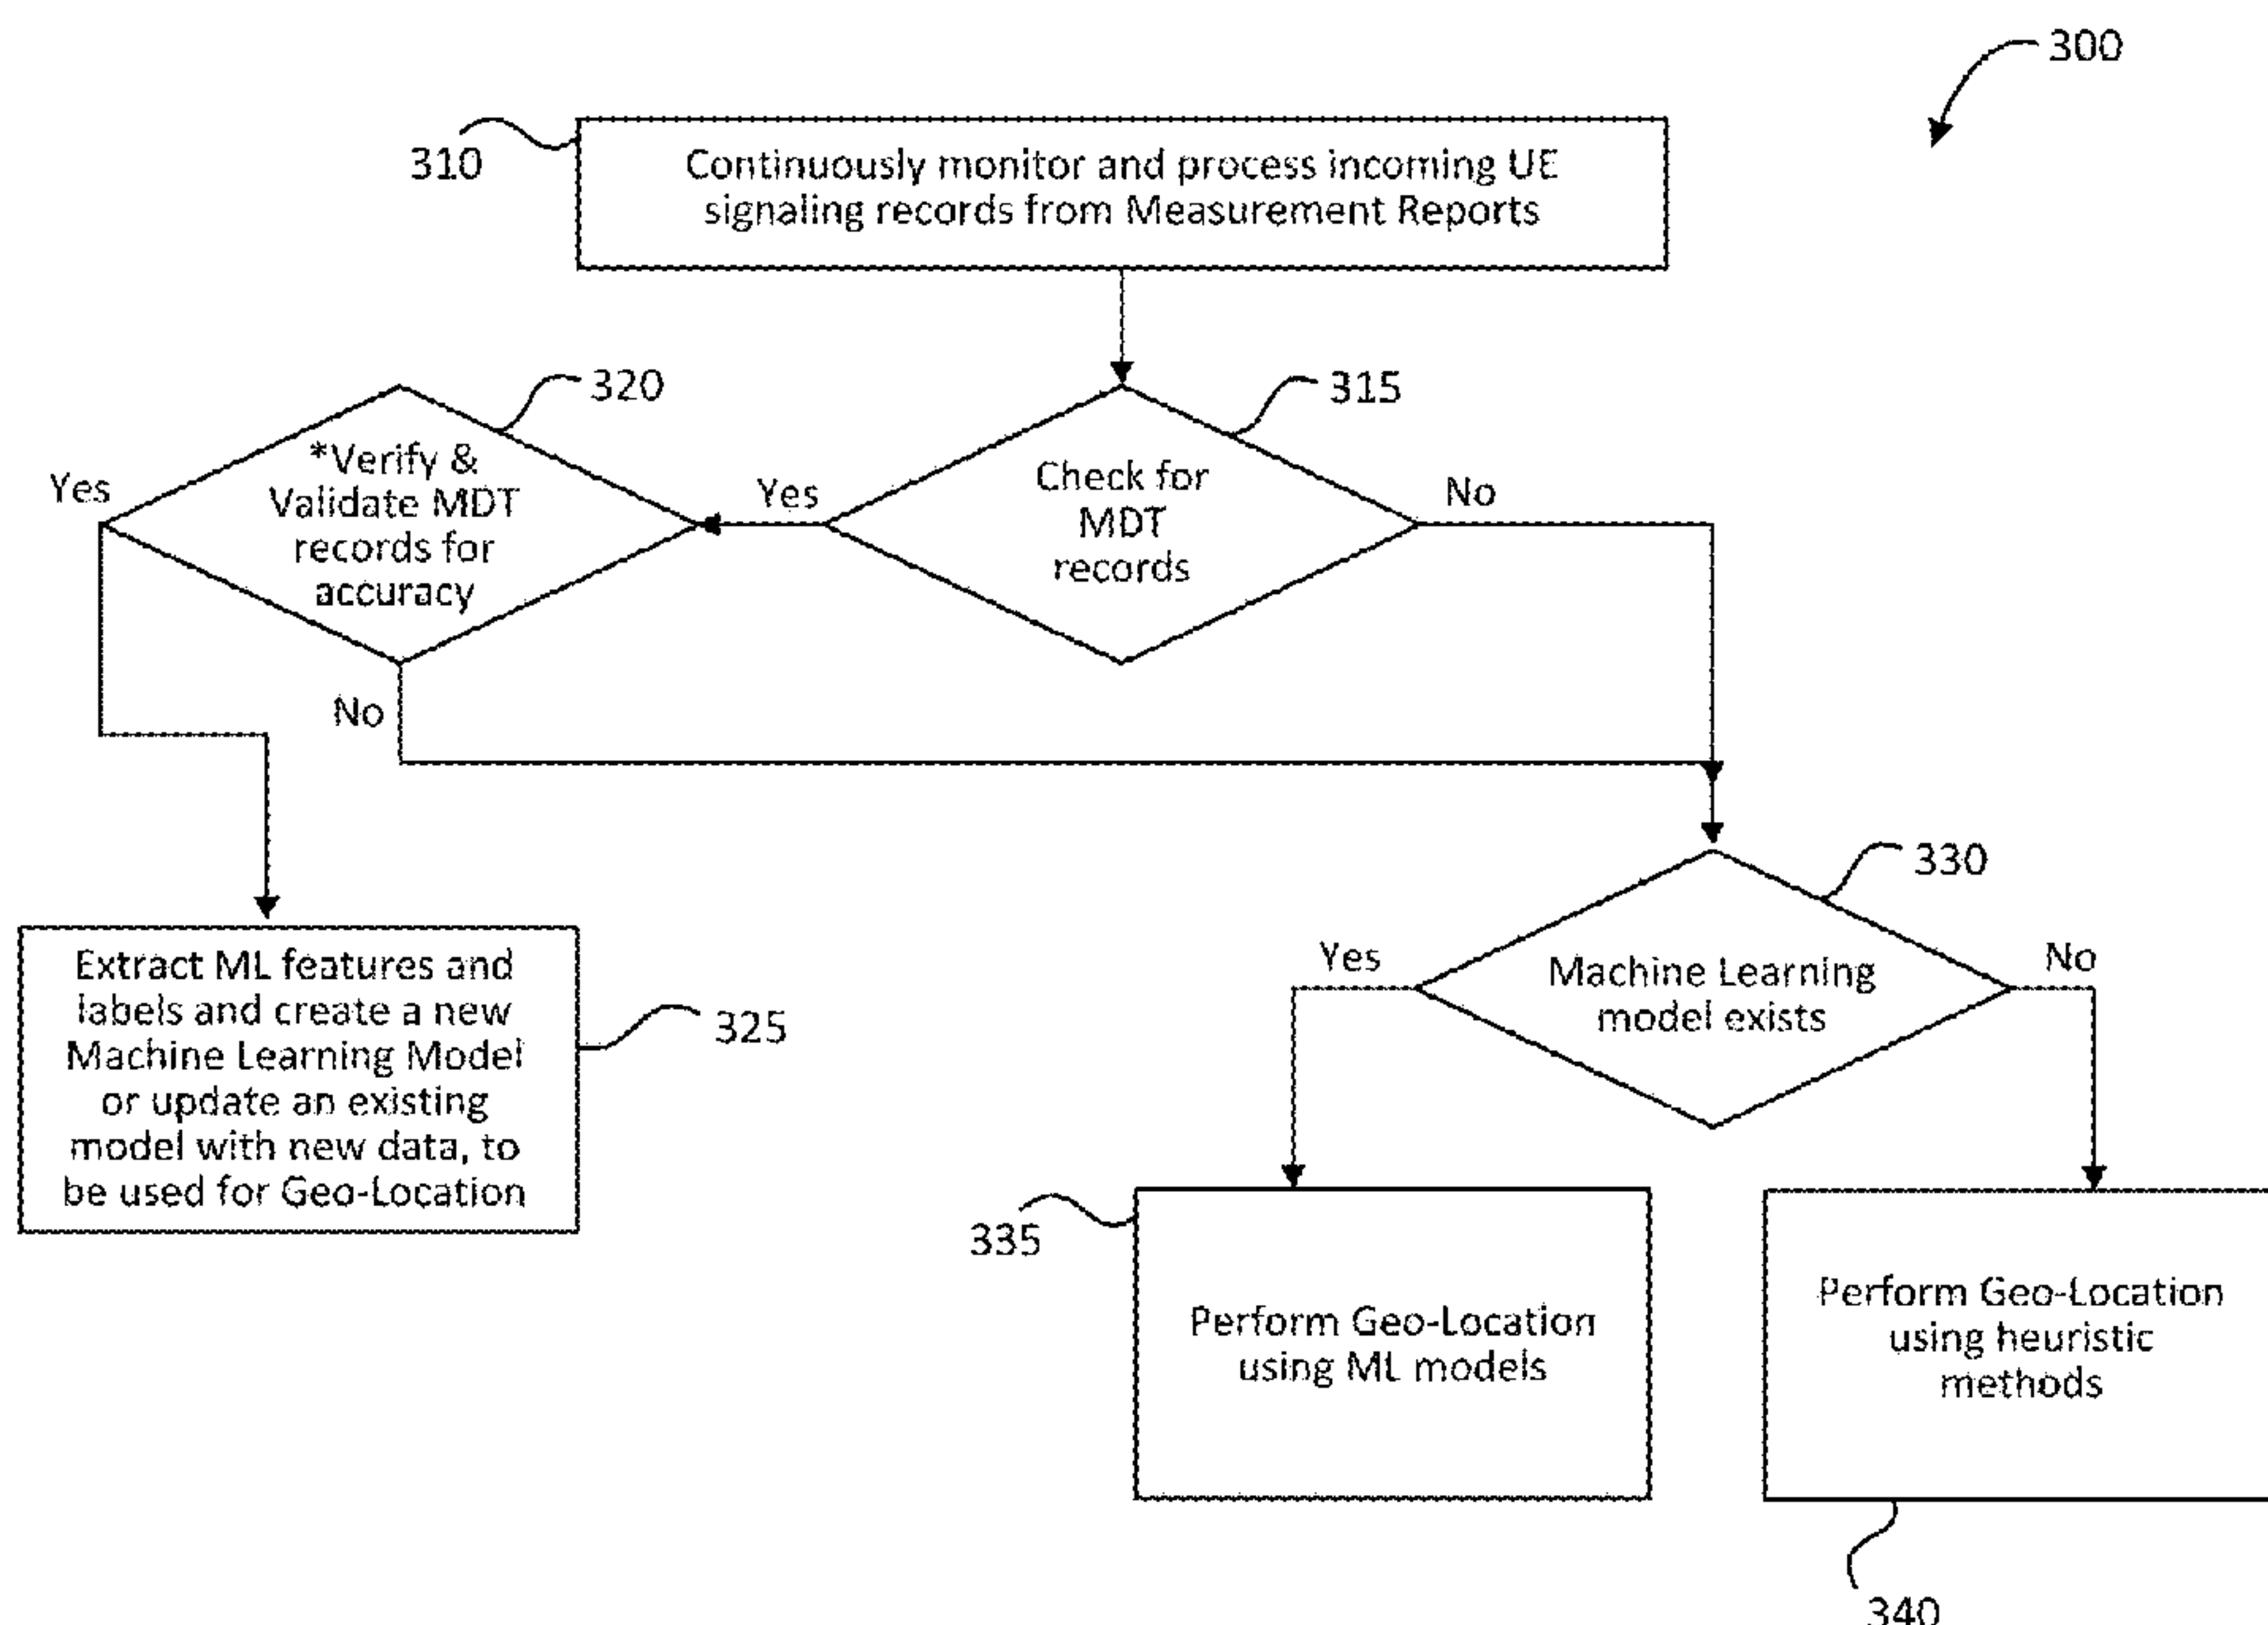 300
310
Continuously monitor and process incoming UE
signaling records from Measurement Reports
320
315
*Verify &
Validate MDT
records for
accuracy
Yes
Yes
Check for
MDT
records
No
No
330
Extract ML features and
labels and create a new
Machine Learning Model
or update an existing
model with new data, to
be used for Geo-Location
325
Yes
Machine Learning
model exists
No
335
Perform Geo-Location
using ML models
Perform Geo-Location
using heuristic
methods
340